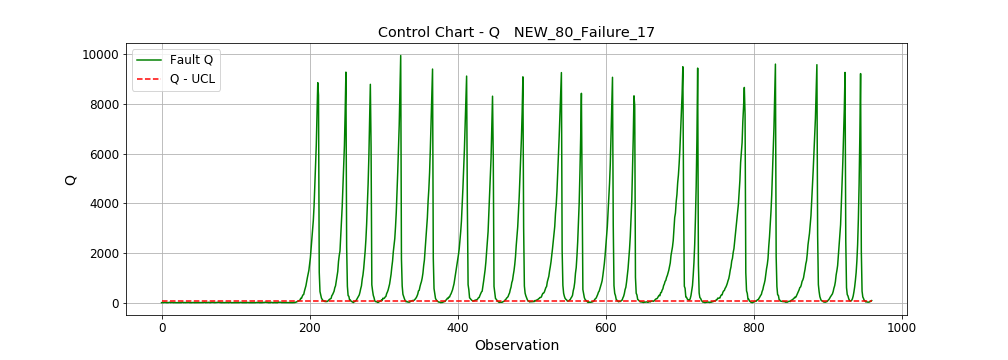 Control Chart - Q   NEW_80_Failure_17
Fault Q
Q - UCL
Q
10000
8000
6000
4000
2000
0
0 200 400 600 800 1000
Observation